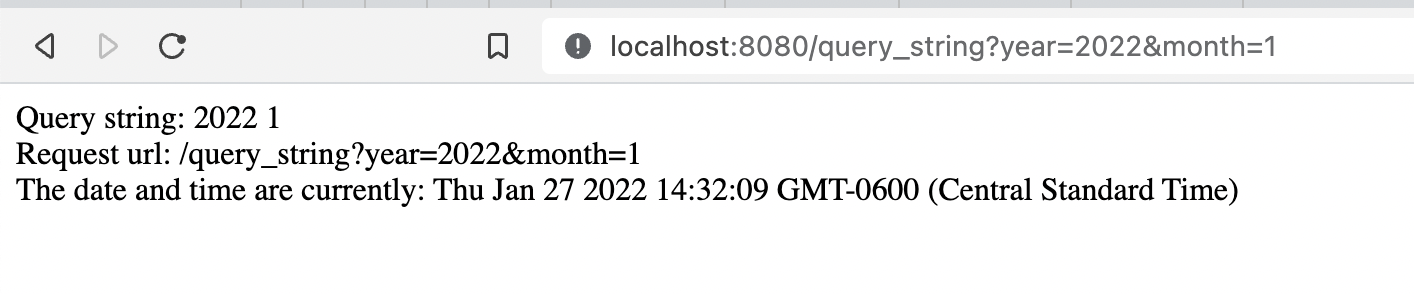 localhost:8080/query_string?year=2022&month=1
Query string: 2022 1
Request url: /query_string?year=2022&month=1
The date and time are currently: Thu Jan 27 2022 14:32:09 GMT-0600 (Central Standard Time)